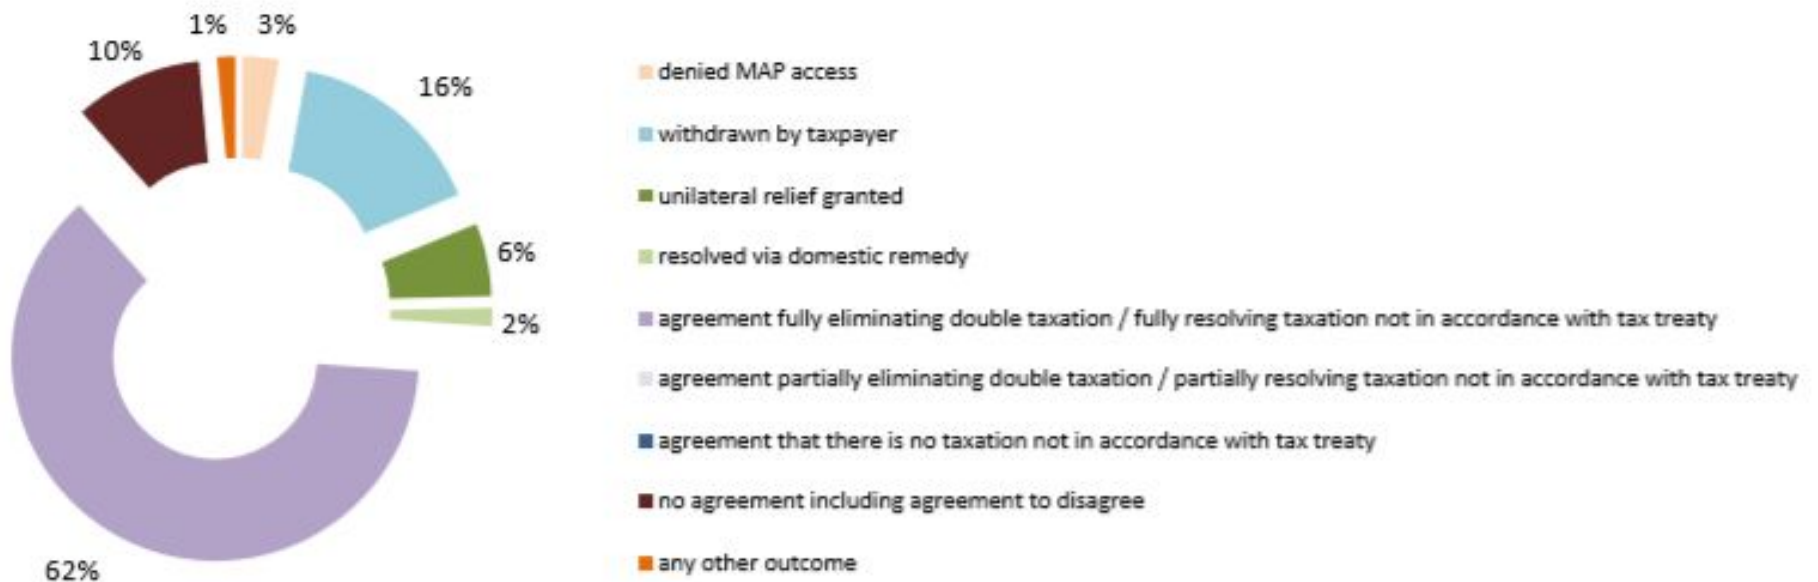 1%
3%
10%
16%
6%
2%
62%
denied MAP access
withdrawn by taxpayer
unilateral relief granted
resolved via domestic remedy
agreement fully eliminating double taxation / fully resolving taxation not in accordance with tax treaty
agreement partially eliminating double taxation / partially resolving taxation not in accordance with tax treaty
agreement that there is no taxation not in accordance with tax treaty
no agreement including agreement to disagree
any other outcome